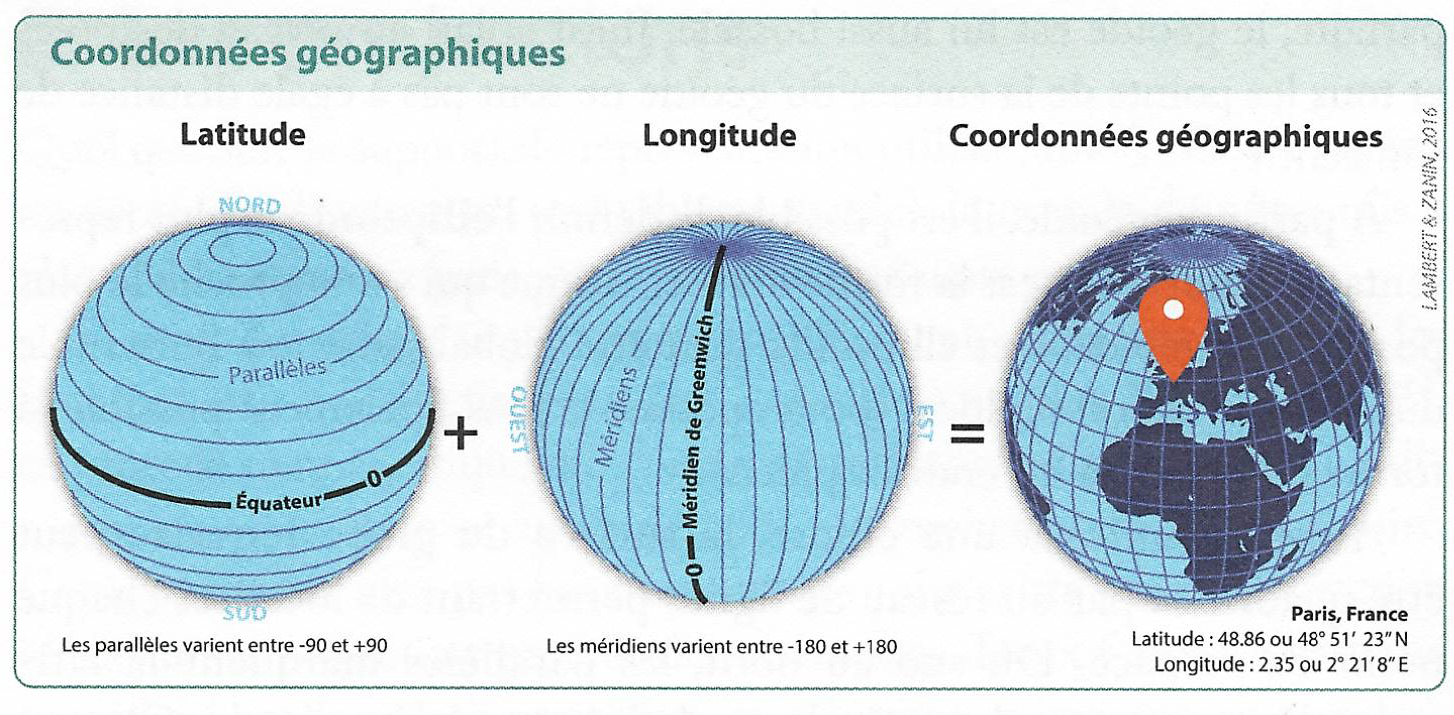 Coordonnées géographiques
Latitude
Longitude
Coordonnées géographiques
LAMBERT & ZANIN, 2016
NORD
Parallèles
Équateur
0
SUD
+
OUEST
Méridiens
Méridien de Greenwich
0
EST
=
Les parallèles varient entre -90 et +90
Les méridiens varient entre -180 et +180
Paris, France
Latitude : 48.86 ou 48° 51' 23" N
Longitude : 2.35 ou 2° 21' 8" E